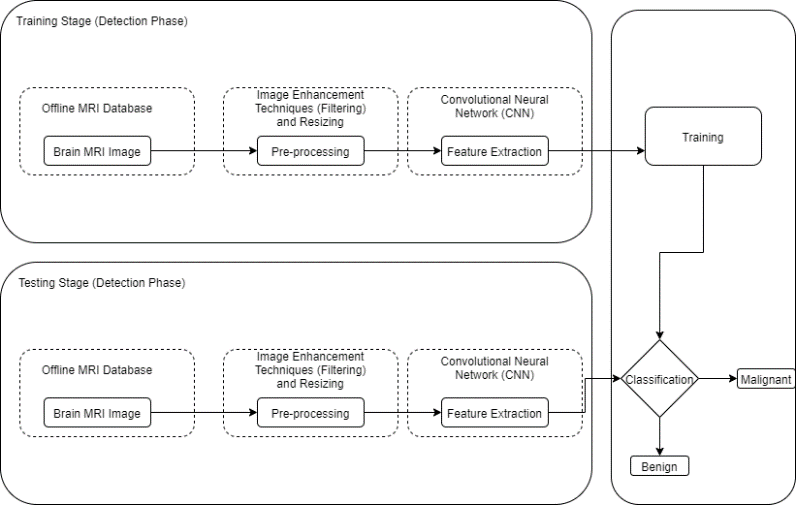 Training Stage (Detection Phase)
Offline MRI Database
Brain MRI Image
Image Enhancement
Techniques (Filtering)
and Resizing
Pre-processing
Convolutional Neural
Network (CNN)
Feature Extraction
Training
Testing Stage (Detection Phase)
Offline MRI Database
Brain MRI Image
Image Enhancement
Techniques (Filtering)
and Resizing
Pre-processing
Convolutional Neural
Network (CNN)
Feature Extraction
Classification
Malignant
Benign